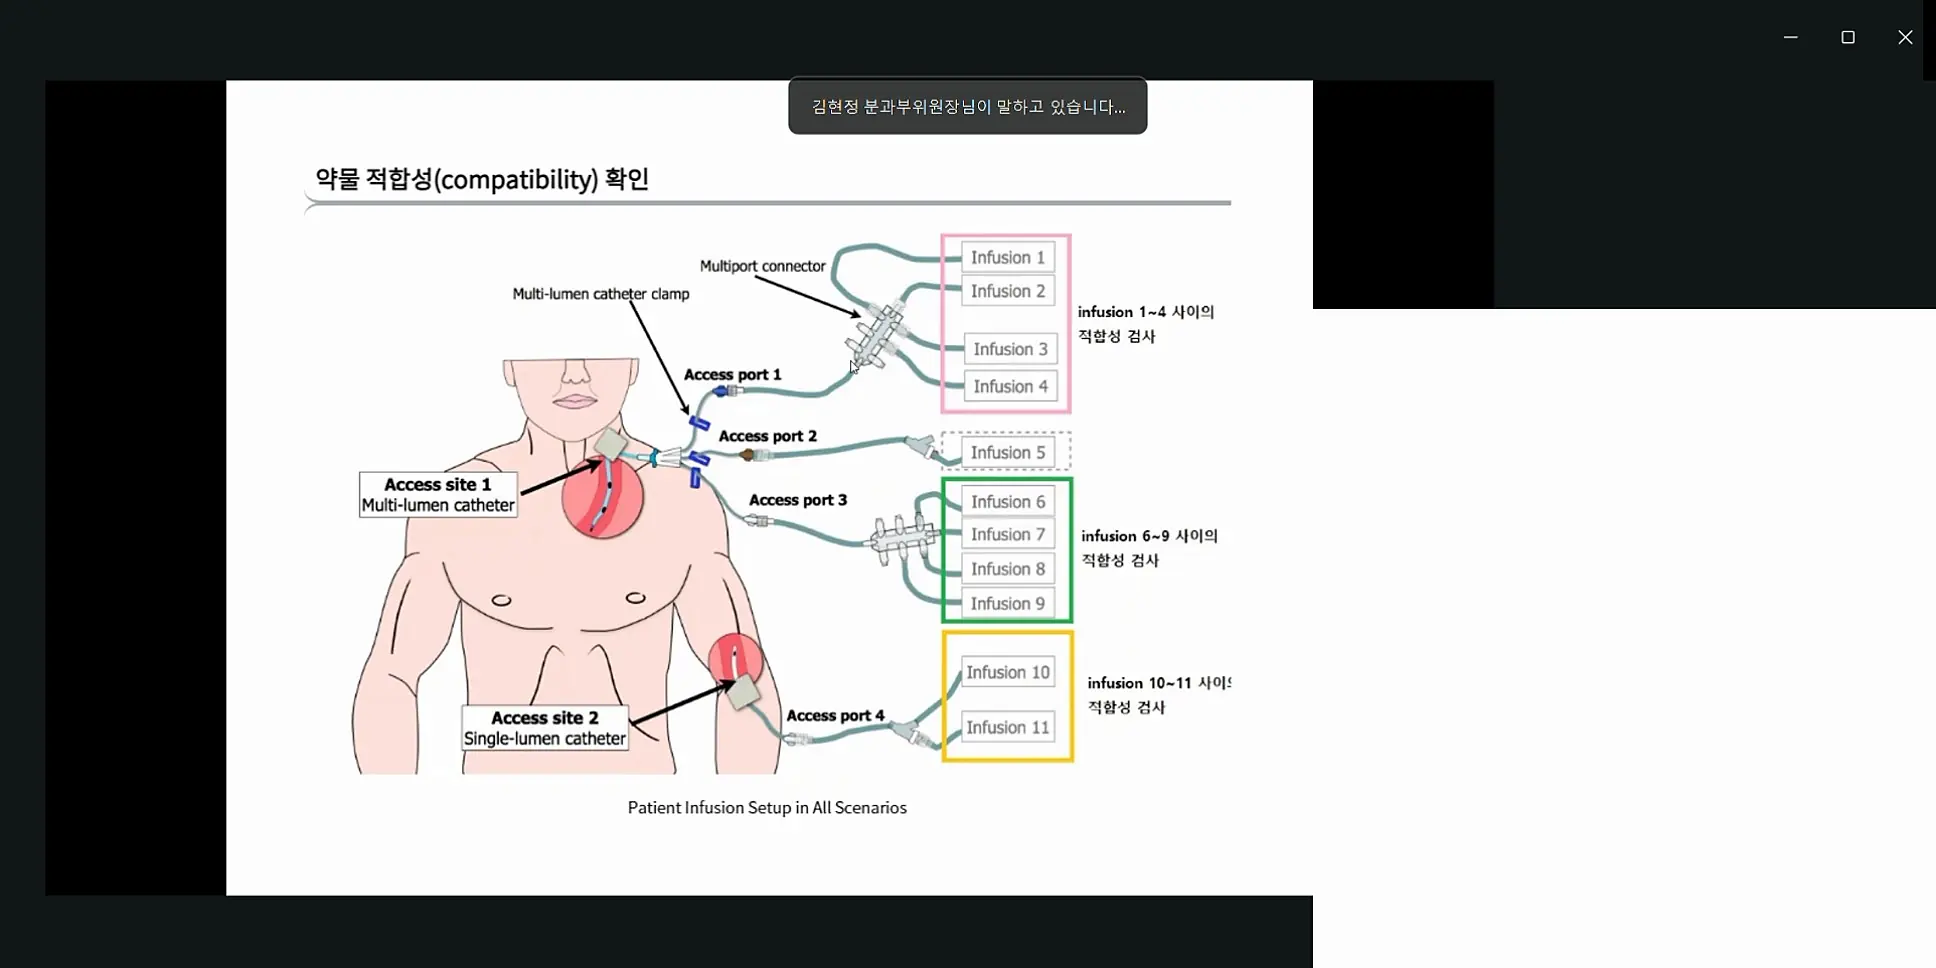 김현정 분과부위원장님이 말하고 있습니다...
약물 적합성(compatibility) 확인
Multiport connector
Multi-lumen catheter clamp
Infusion 1
Infusion 2
Infusion 3
Infusion 4
infusion 1~4 사이의
적합성 검사
Access port 1
Access port 2
Infusion 5
Access site 1
Multi-lumen catheter
Access port 3
Infusion 6
Infusion 7
Infusion 8
Infusion 9
infusion 6~9 사이의
적합성 검사
Access site 2
Single-lumen catheter
Access port 4
Infusion 10
Infusion 11
infusion 10~11 사이
적합성 검사
Patient Infusion Setup in All Scenarios